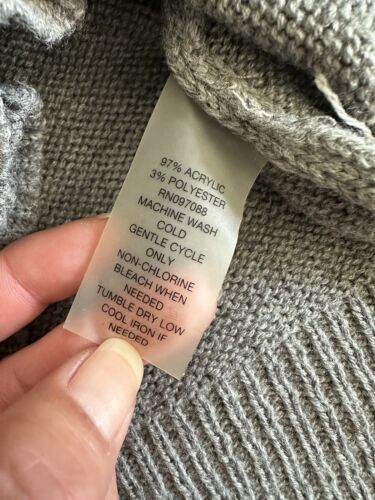 97% ACRYLIC
3% POLYESTER
RN097088
MACHINE WASH
COLD
GENTLE CYCLE
ONLY
NON-CHLORINE
BLEACH WHEN
NEEDED
TUMBLE DRY LOW
COOL IRON IF
NEEDED